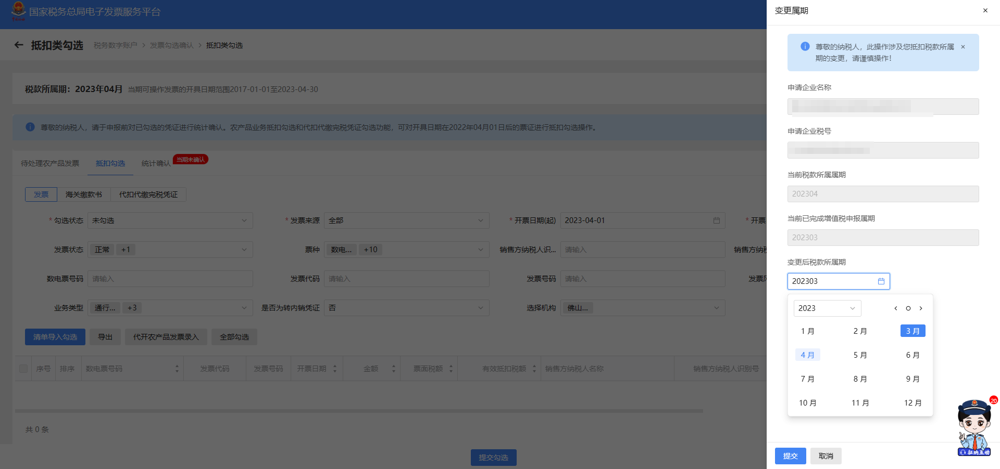 国家税务总局电子发票服务平台
抵扣类勾选 税务数字账户 > 发票勾选确认 > 抵扣类勾选
税款所属期：2023年04月 当期可操作发票的开具日期范围2017-01-01至2023-04-30
尊敬的纳税人，请于申报前对已勾选的凭证进行统计确认。农产品业务抵扣勾选和代扣代缴完税凭证勾选功能，可对开具日期在2022年04月01日后的票证进行抵扣勾选操作。
待处理农产品发票 抵扣勾选 统计确认 当期未确认
发票 海关缴款书 代扣代缴完税凭证
* 勾选状态 未勾选 * 发票来源 全部 * 开票日期(起) 2023-04-01 * 开票
发票状态 正常 +1 票种 数电... +10 销售方纳税人识... 请输入 销售方纳税
数电票号码 请输入 发票代码 请输入 发票号码 请输入
业务类型 通行... +3 是否为转内销凭证 否 选择机构 佛山...
清单导入勾选 导出 代开农产品发票录入 全部勾选
序号 排序 数电票号码 发票代码 发票号码 开票日期 金额 票面税额 有效抵扣税额 销售方纳税人名称 销售方纳税人识别号
共 0 条
提交勾选
变更属期 ×
尊敬的纳税人，此操作涉及您抵扣税款所属 ×
期的变更，请谨慎操作！
申请企业名称
申请企业税号
当前税款所属属期
202304
当前已完成增值税申报属期
202303
变更后税款所属期
202303
2023
1 月 2 月 3 月
4 月 5 月 6 月
7 月 8 月 9 月
10 月 11 月 12 月
20
征纳互动
提交 取消